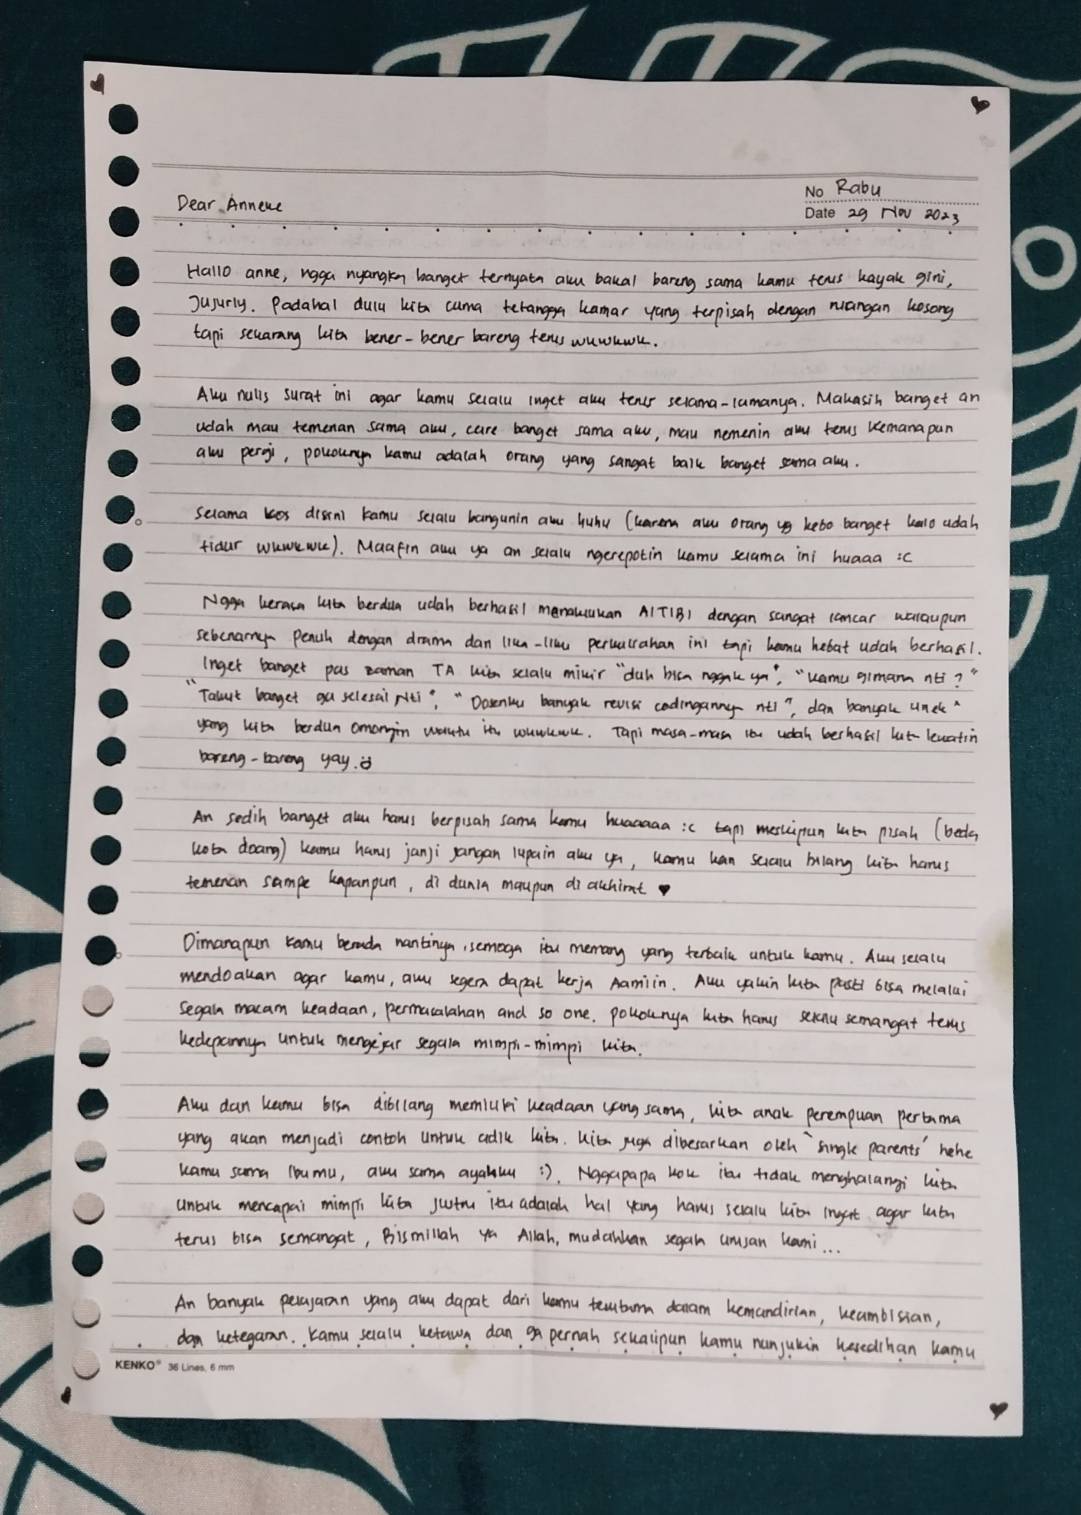 No Rabu
Dear Anneke
Date 29 Nov 2023
Hallo anne, ngga nyangka banget ternyata aku bakal bareng sama kamu terus kayak gini,
Jujurly. Padahal dulu kita cuma tetangga kamar yang terpisah dengan ruangan kosong
tapi sekarang kita bener-bener bareng terus wuwuwuk.
Aku nulis surat ini agar kamu selalu inget aku terus selama-lamanya. Makasih banget an
udah mau temenan sama aku, care banget sama aku, mau nemenin aku terus kemanapun
aku pergi, pokoknya kamu adalah orang yang sangat baik banget sama aku.
Selama kos disini kamu selalu bangunin aku huhu (karena aku orang yg kebo banget kalo udah
tidur wkwkwk). Maafin aku ya an selalu ngerepotin kamu selama ini huaaa :c
Ngga kerasa kita berdua udah berhasil menakukan AITIBI dengan sangat lancar walaupun
sebenarnya penuh dengan drama dan liku-liku perkuliahan ini tapi kamu hebat udah berhasil.
Inget banget pas zaman TA kita selalu mikir "duh bisa nggak ya", "kamu gimana nti?"
"Takut banget ga selesai nti", "Dosenku banyak revisi codingannya nti", dan banyak unek"
yang kita berdua omongin waktu itu wkwkwk. Tapi masa-masa itu udah berhasil kita lewatin
bareng-bareng yay.
An sedih banget aku harus berpisah sama kamu huaaaaa :c tapi meskipun kita pisah (beda
kota doang) kamu harus janji jangan lupain aku ya, kamu kan selalu bilang kita harus
temenan sampe kapanpun, di dunia maupun di akhirat ♥
Dimanapun kamu berada nantinya, semoga itu memang yang terbaik untuk kamu. Aku selalu
mendoakan agar kamu, aku segera dapat kerja Aamiin. Aku yakin kita pasti bisa melalui
segala macam keadaan, permasalahan and so one. pokoknya kita harus selalu semangat terus
kedepannya untuk mengejar segala mimpi-mimpi kita.
Aku dan kamu bisa dibilang memiliki keadaan yang sama, kita anak perempuan pertama
yang akan menjadi contoh untuk adik kita. Kita juga dibesarkan oleh 'single parents' hehe
kamu sama ibumu, aku sama ayahku :). Nggapapa kok itu tidak menghalangi kita
untuk mencapai mimpi kita justru itu adalah hal yang harus selalu kita ingat agar kita
terus bisa semangat, Bismillah ya Allah, mudahkan segala urusan kami...
An banyak pelajaran yang aku dapat dari kamu terutama dalam kemandirian, keambisian,
dan ketegaran. Kamu selalu ketawa dan ga pernah sekalipun kamu nunjukin kesedihan kamu
KENKO® 36 Lines, 6 mm